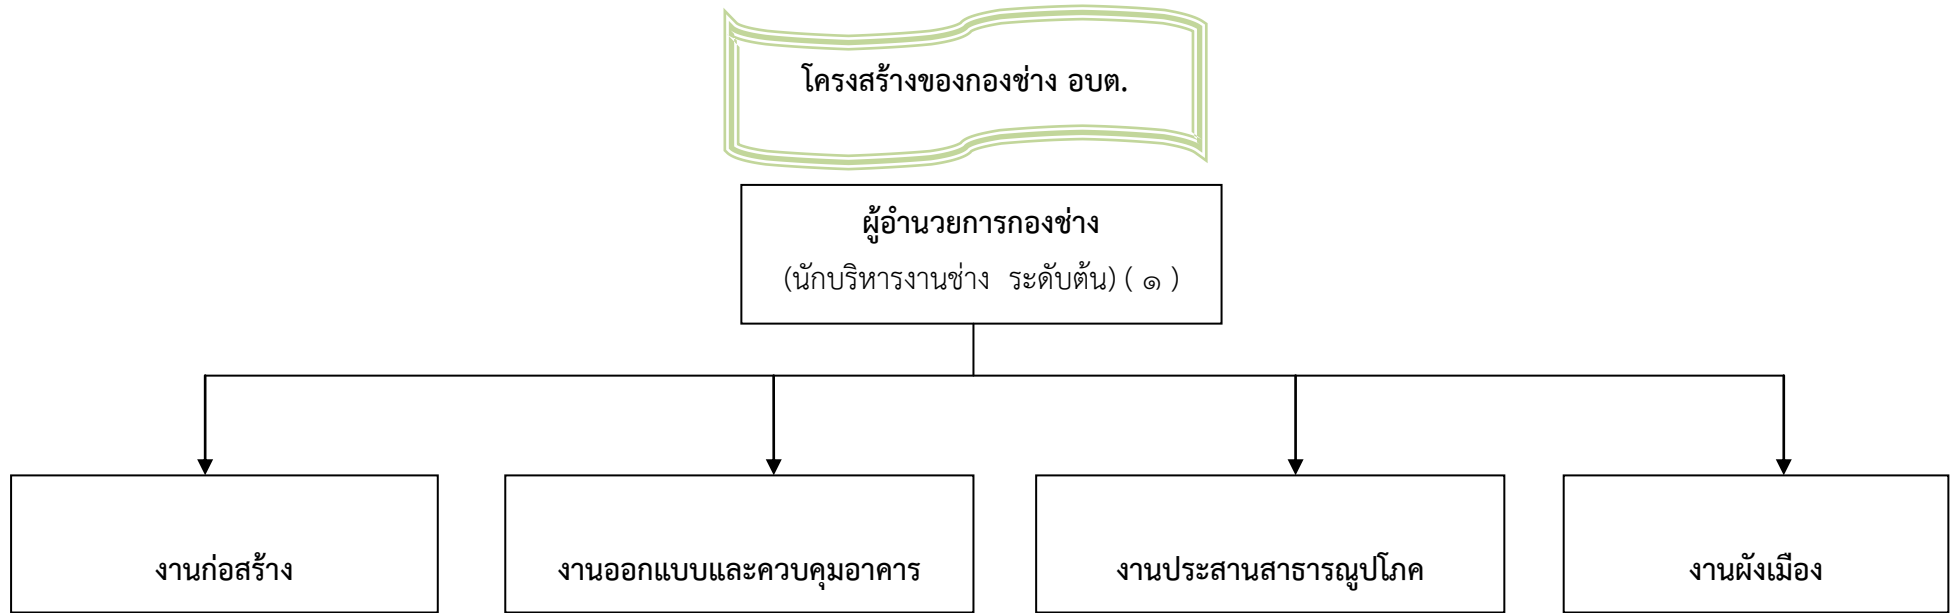 โครงสร้างของกองช่าง อบต.
ผู้อำนวยการกองช่าง
(นักบริหารงานช่าง ระดับต้น) ( ๑ )
งานก่อสร้าง
งานออกแบบและควบคุมอาคาร
งานประสานสาธารณูปโภค
งานผังเมือง